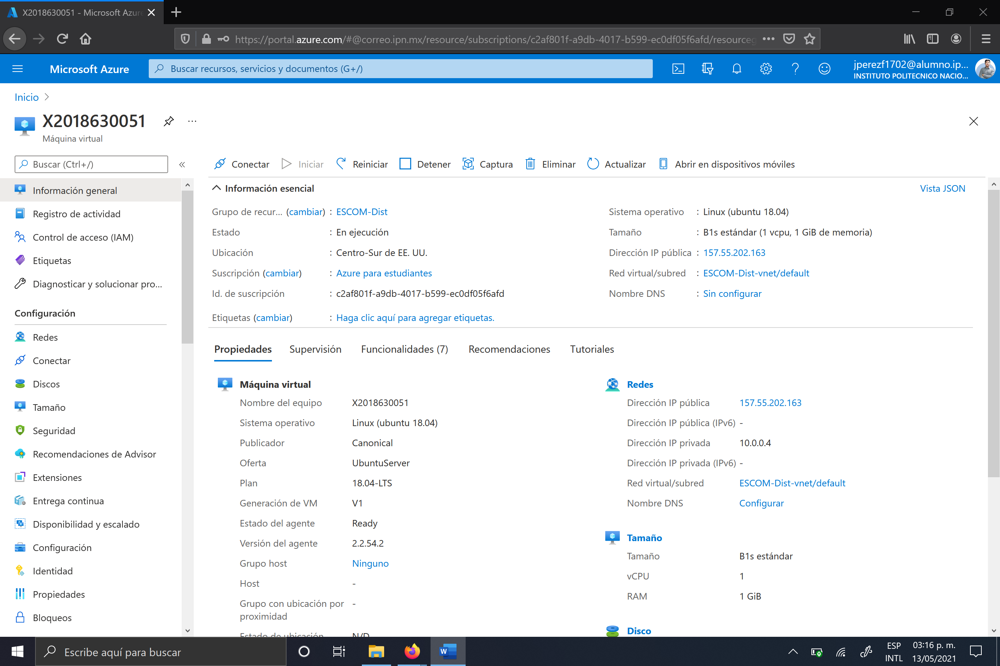 X2018630051 - Microsoft Azure
https://portal.azure.com/#@correo.ipn.mx/resource/subscriptions/c2af801f-a9db-4017-b599-ec0df05f6afd/resourceg
Microsoft Azure
Buscar recursos, servicios y documentos (G+/)
jperezf1702@alumno.ip...
INSTITUTO POLITECNICO NACIO...
Inicio
X2018630051
...
Máquina virtual
Buscar (Ctrl+/)
«
Conectar
Iniciar
Reiniciar
Detener
Captura
Eliminar
Actualizar
Abrir en dispositivos móviles
Información general
Registro de actividad
Control de acceso (IAM)
Etiquetas
Diagnosticar y solucionar pro...
Configuración
Redes
Conectar
Discos
Tamaño
Seguridad
Recomendaciones de Advisor
Extensiones
Entrega continua
Disponibilidad y escalado
Configuración
Identidad
Propiedades
Bloqueos
Información esencial
Vista JSON
Grupo de recur... (cambiar) : ESCOM-Dist
Estado : En ejecución
Ubicación : Centro-Sur de EE. UU.
Suscripción (cambiar) : Azure para estudiantes
Id. de suscripción : c2af801f-a9db-4017-b599-ec0df05f6afd
Etiquetas (cambiar) : Haga clic aquí para agregar etiquetas.
Sistema operativo : Linux (ubuntu 18.04)
Tamaño : B1s estándar (1 vcpu, 1 GiB de memoria)
Dirección IP pública : 157.55.202.163
Red virtual/subred : ESCOM-Dist-vnet/default
Nombre DNS : Sin configurar
Propiedades
Supervisión
Funcionalidades (7)
Recomendaciones
Tutoriales
Máquina virtual
Nombre del equipo X2018630051
Sistema operativo Linux (ubuntu 18.04)
Publicador Canonical
Oferta UbuntuServer
Plan 18.04-LTS
Generación de VM V1
Estado del agente Ready
Versión del agente 2.2.54.2
Grupo host Ninguno
Host -
Grupo con ubicación por -
proximidad
Estado de ubicación N/D
Redes
Dirección IP pública 157.55.202.163
Dirección IP pública (IPv6) -
Dirección IP privada 10.0.0.4
Dirección IP privada (IPv6) -
Red virtual/subred ESCOM-Dist-vnet/default
Nombre DNS Configurar
Tamaño
Tamaño B1s estándar
vCPU 1
RAM 1 GiB
Disco
Escribe aquí para buscar
W
ESP
INTL
03:16 p. m.
13/05/2021